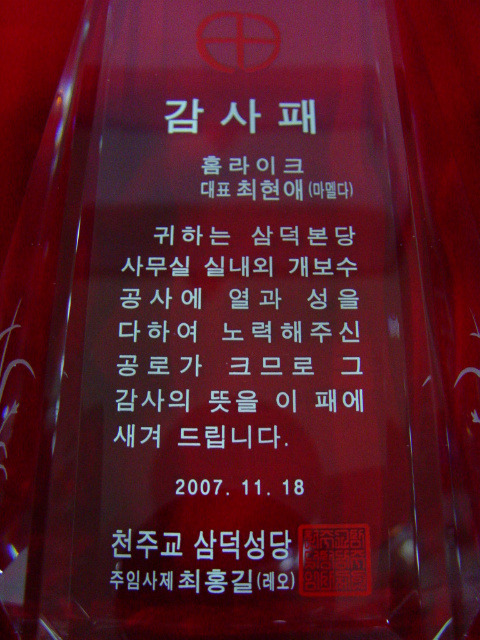 감사패
홈라이크
대표 최현애 (마멜다)
귀하는 삼덕본당
사무실 실내외 개보수
공사에 열과 성을
다하여 노력해주신
공로가 크므로 그
감사의 뜻을 이 패에
새겨 드립니다.
2007. 11. 18
천주교 삼덕성당
주임사제 최홍길 (레오)